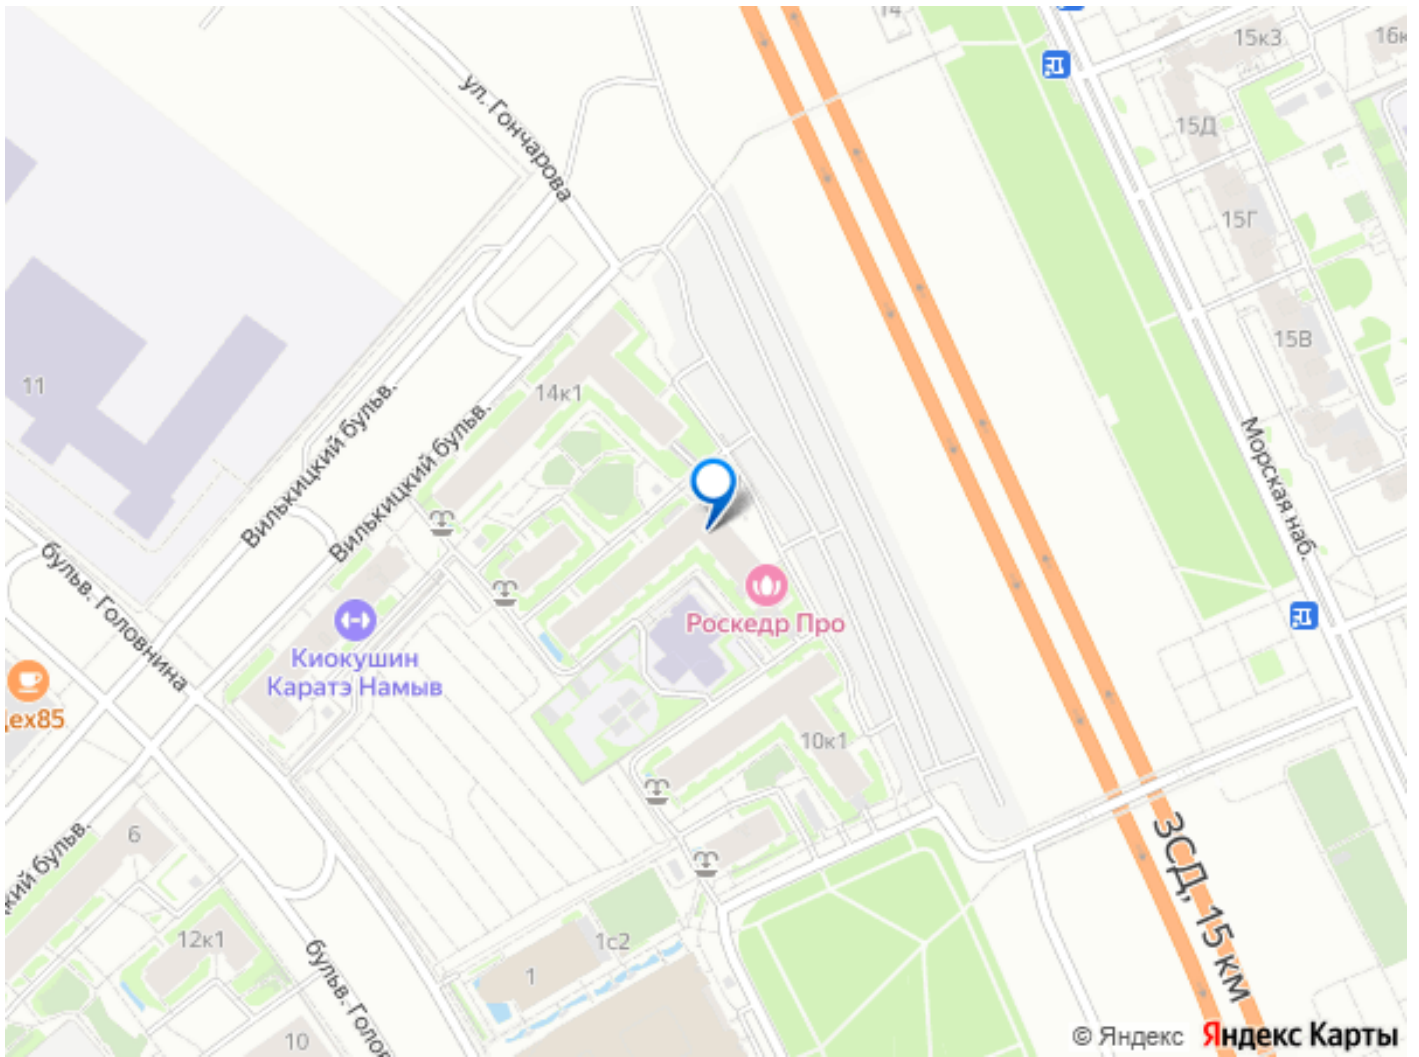 14
15к3
16к
ул. Гончарова
15Д
15Г
15В
11
14к1
Вилькицкий бульв.
Вилькицкий бульв.
Морская наб.
бульв. Головнина
Роскедр Про
Киокушин
Каратэ Намыв
ех85
10к1
6
кий бульв.
ЗСД, 15 км
12к1
1с2
1
бульв. Голов
10
© Яндекс Яндекс Карты